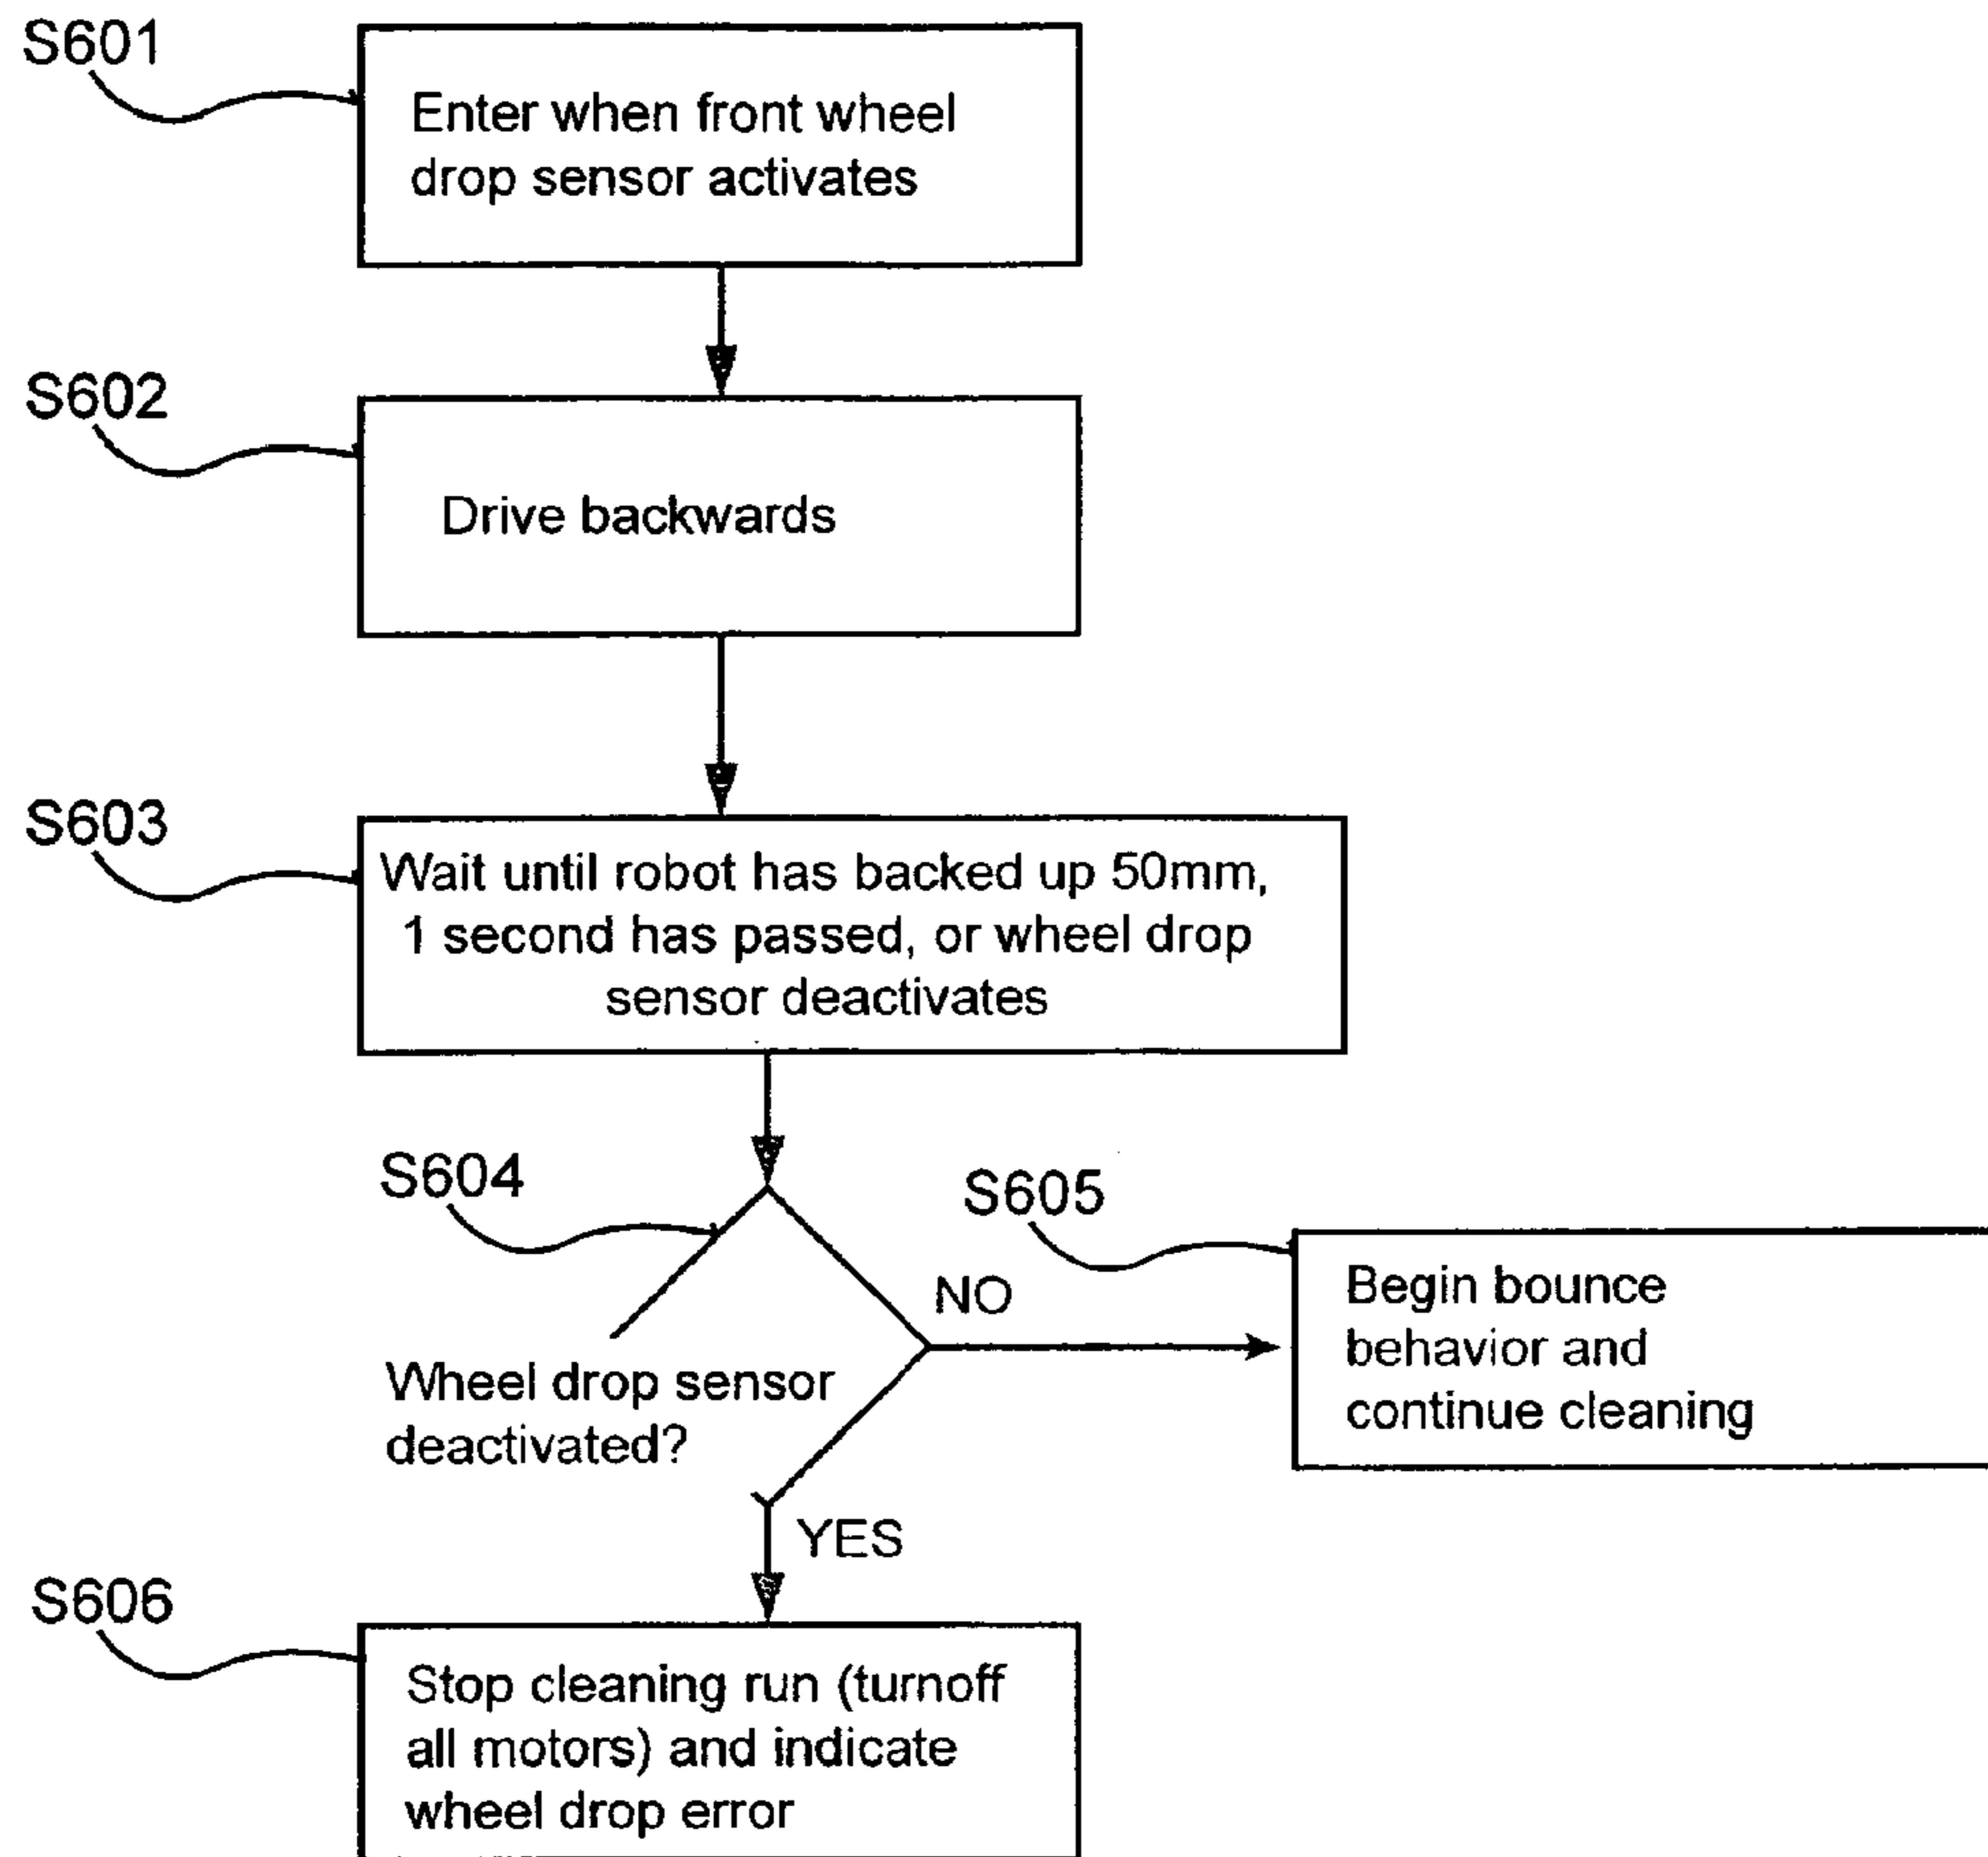 S601
Enter when front wheel
drop sensor activates
S602
Drive backwards
S603
Wait until robot has backed up 50mm,
1 second has passed, or wheel drop
sensor deactivates
S604
Wheel drop sensor
deactivated?
NO
S605
Begin bounce
behavior and
continue cleaning
YES
S606
Stop cleaning run (turnoff
all motors) and indicate
wheel drop error